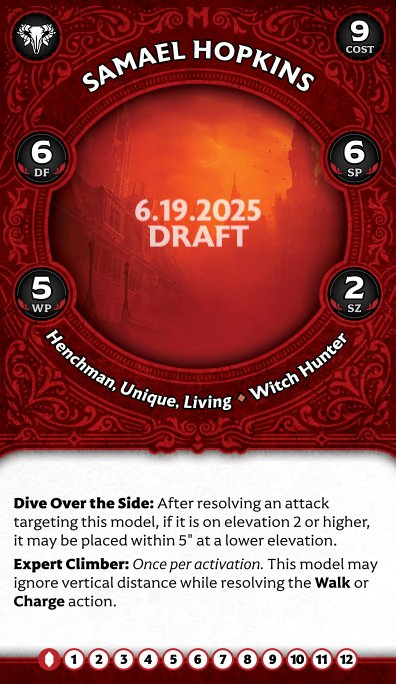 9
COST
SAMAEL HOPKINS
6
DF
6
SP
6.19.2025
DRAFT
5
WP
2
SZ
Henchman, Unique, Living ♦ Witch Hunter
Dive Over the Side: After resolving an attack
targeting this model, if it is on elevation 2 or higher,
it may be placed within 5" at a lower elevation.
Expert Climber: Once per activation. This model may
ignore vertical distance while resolving the Walk or
Charge action.
1 2 3 4 5 6 7 8 9 10 11 12